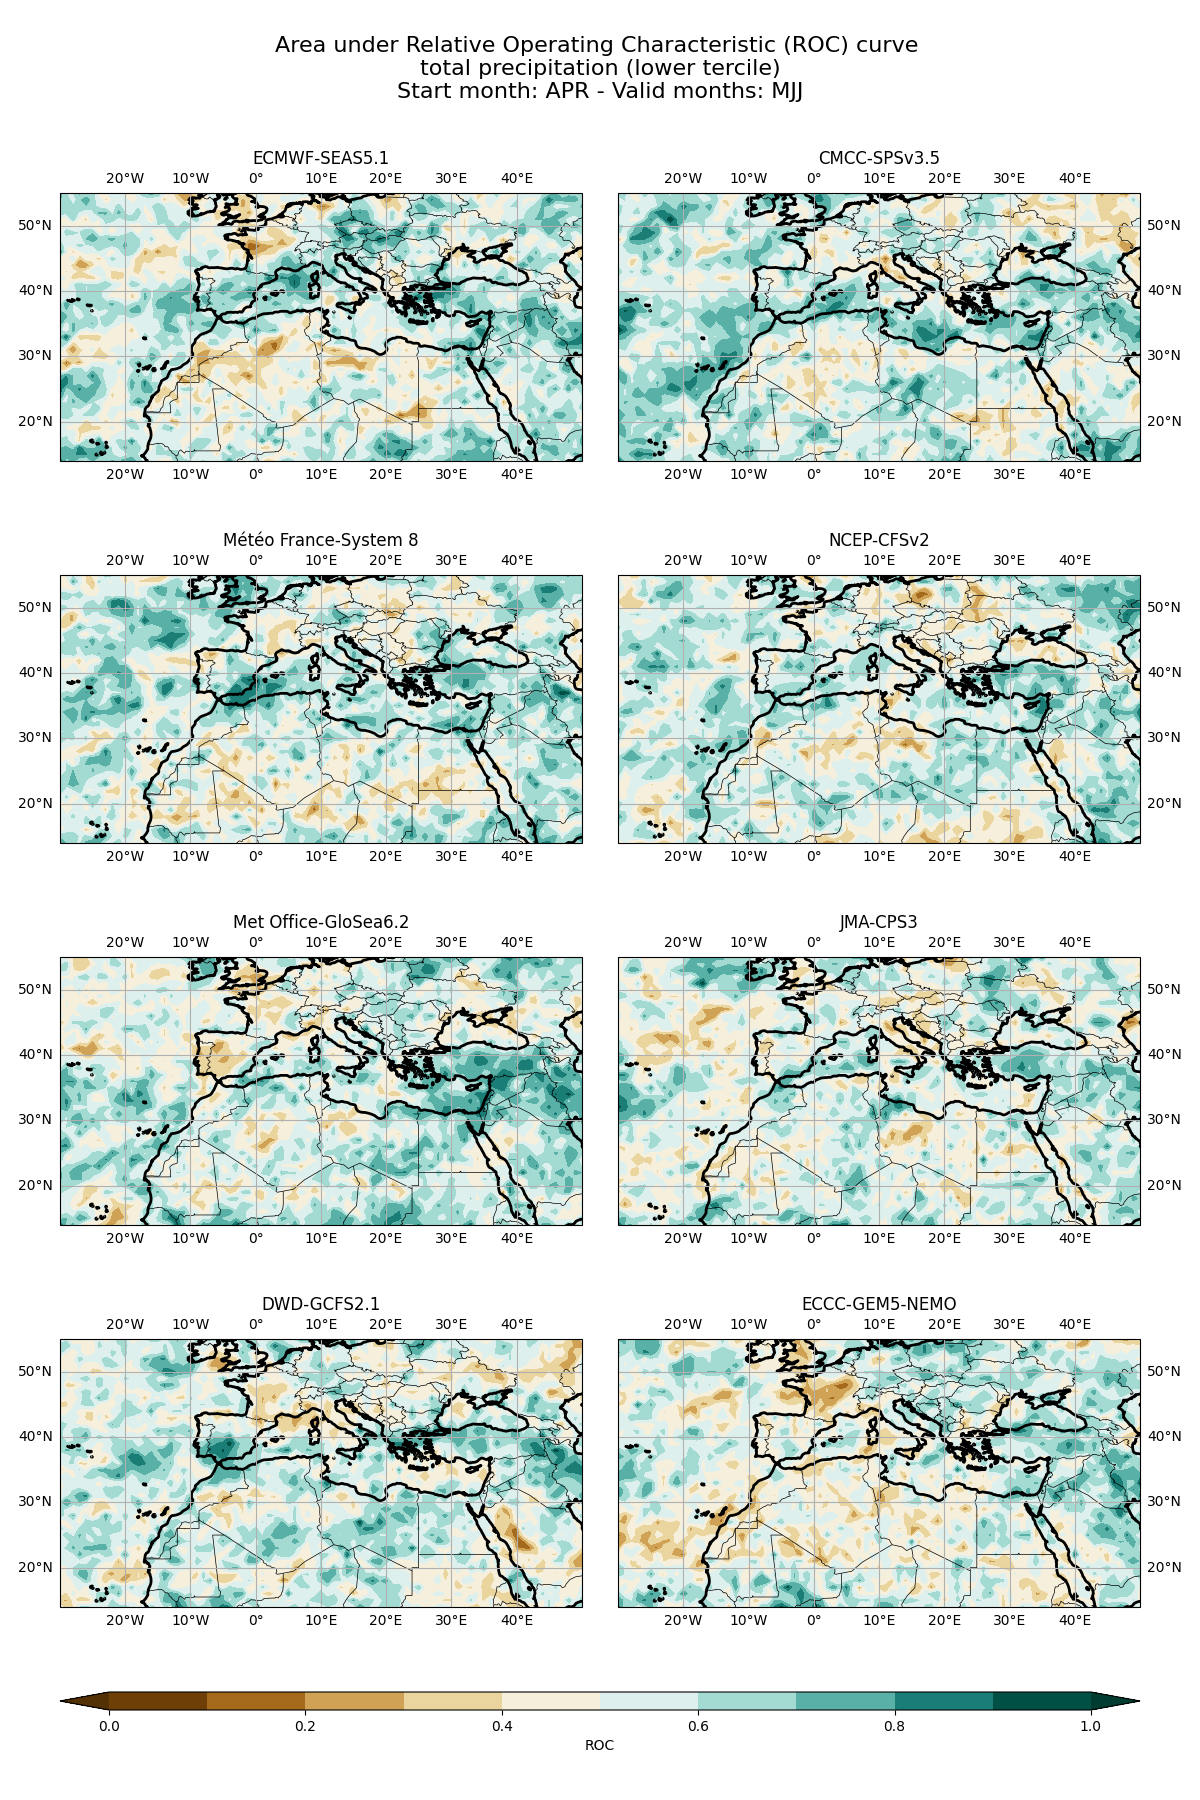 Area under Relative Operating Characteristic (ROC) curve
total precipitation (lower tercile)
Start month: APR - Valid months: MJJ
ECMWF-SEAS5.1
20°W 10°W 0° 10°E 20°E 30°E 40°E
50°N
40°N
30°N
20°N
20°W 10°W 0° 10°E 20°E 30°E 40°E
CMCC-SPSv3.5
20°W 10°W 0° 10°E 20°E 30°E 40°E
50°N
40°N
30°N
20°N
20°W 10°W 0° 10°E 20°E 30°E 40°E
Météo France-System 8
20°W 10°W 0° 10°E 20°E 30°E 40°E
50°N
40°N
30°N
20°N
20°W 10°W 0° 10°E 20°E 30°E 40°E
NCEP-CFSv2
20°W 10°W 0° 10°E 20°E 30°E 40°E
50°N
40°N
30°N
20°N
20°W 10°W 0° 10°E 20°E 30°E 40°E
Met Office-GloSea6.2
20°W 10°W 0° 10°E 20°E 30°E 40°E
50°N
40°N
30°N
20°N
20°W 10°W 0° 10°E 20°E 30°E 40°E
JMA-CPS3
20°W 10°W 0° 10°E 20°E 30°E 40°E
50°N
40°N
30°N
20°N
20°W 10°W 0° 10°E 20°E 30°E 40°E
DWD-GCFS2.1
20°W 10°W 0° 10°E 20°E 30°E 40°E
50°N
40°N
30°N
20°N
20°W 10°W 0° 10°E 20°E 30°E 40°E
ECCC-GEM5-NEMO
20°W 10°W 0° 10°E 20°E 30°E 40°E
50°N
40°N
30°N
20°N
20°W 10°W 0° 10°E 20°E 30°E 40°E
0.0 0.2 0.4 0.6 0.8 1.0
ROC